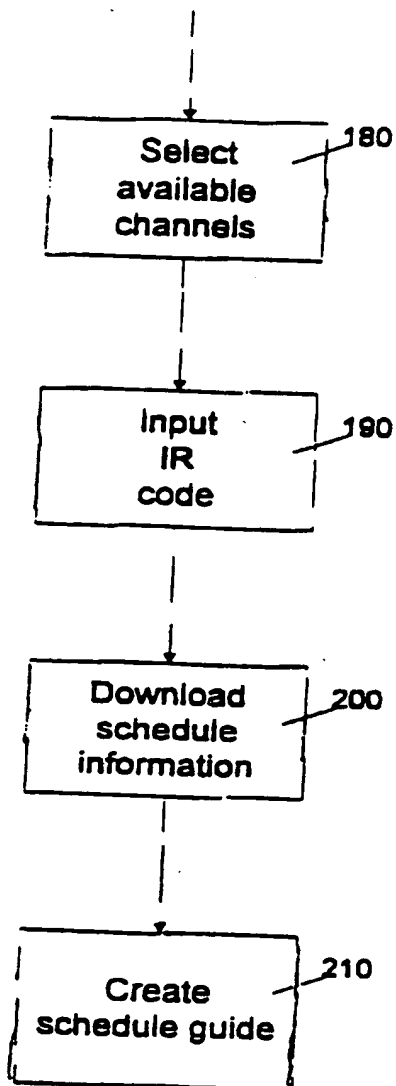 180
Select
available
channels
190
Input
IR
code
200
Download
schedule
information
210
Create
schedule guide